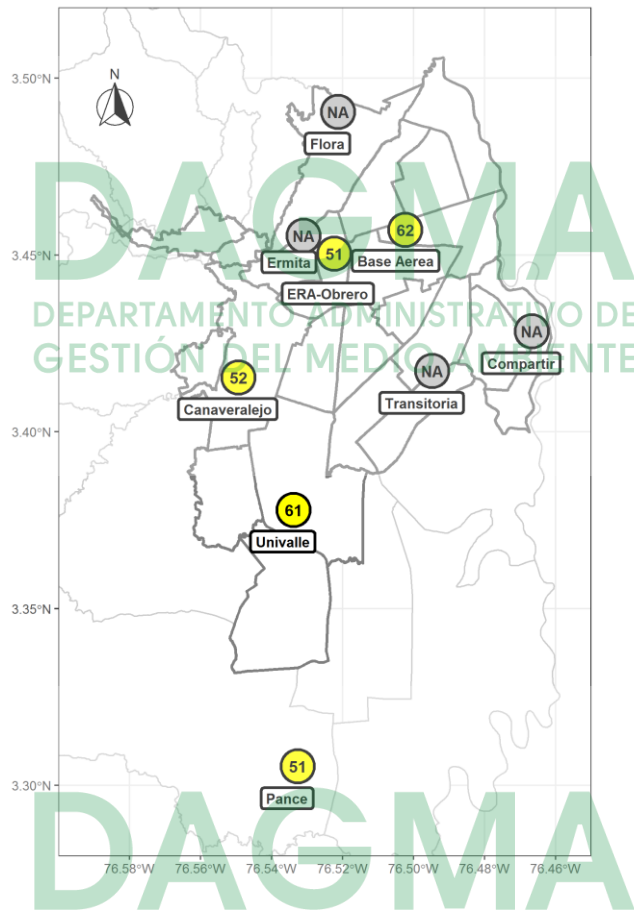 3.50°N
N
NA
Flora
DAGMA
62
NA
51
3.45°N
Ermita
Base Aerea
ERA-Obrero
DEPARTAMENTO ADMINISTRATIVO DE
NA
GESTIÓN DEL MEDIO AMBIENTE
Compartir
52
NA
Canaveralejo
Transitoria
3.40°N
61
Univalle
3.35°N
51
3.30°N
Pance
DAGMA
76.58°W 76.56°W 76.54°W 76.52°W 76.50°W 76.48°W 76.46°W